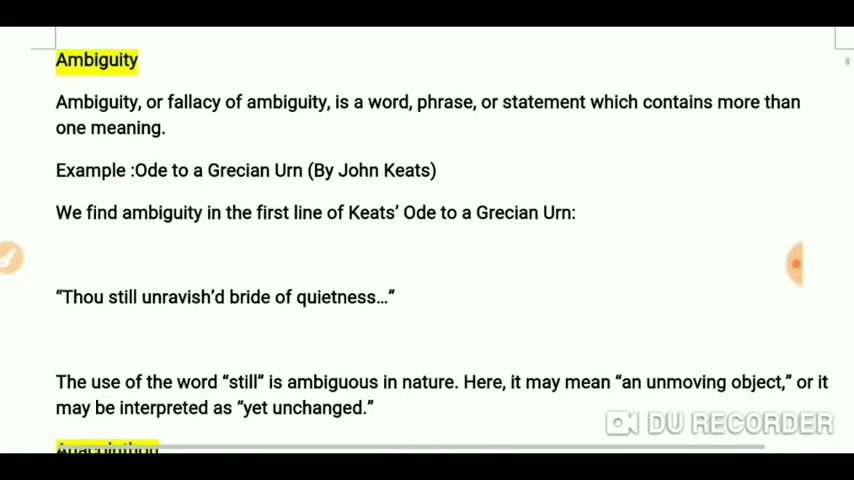 Ambiguity
Ambiguity, or fallacy of ambiguity, is a word, phrase, or statement which contains more than
one meaning.
Example :Ode to a Grecian Urn (By John Keats)
We find ambiguity in the first line of Keats’ Ode to a Grecian Urn:
“Thou still unravish’d bride of quietness…”
The use of the word “still” is ambiguous in nature. Here, it may mean “an unmoving object,” or it
may be interpreted as “yet unchanged.”
DU RECORDER